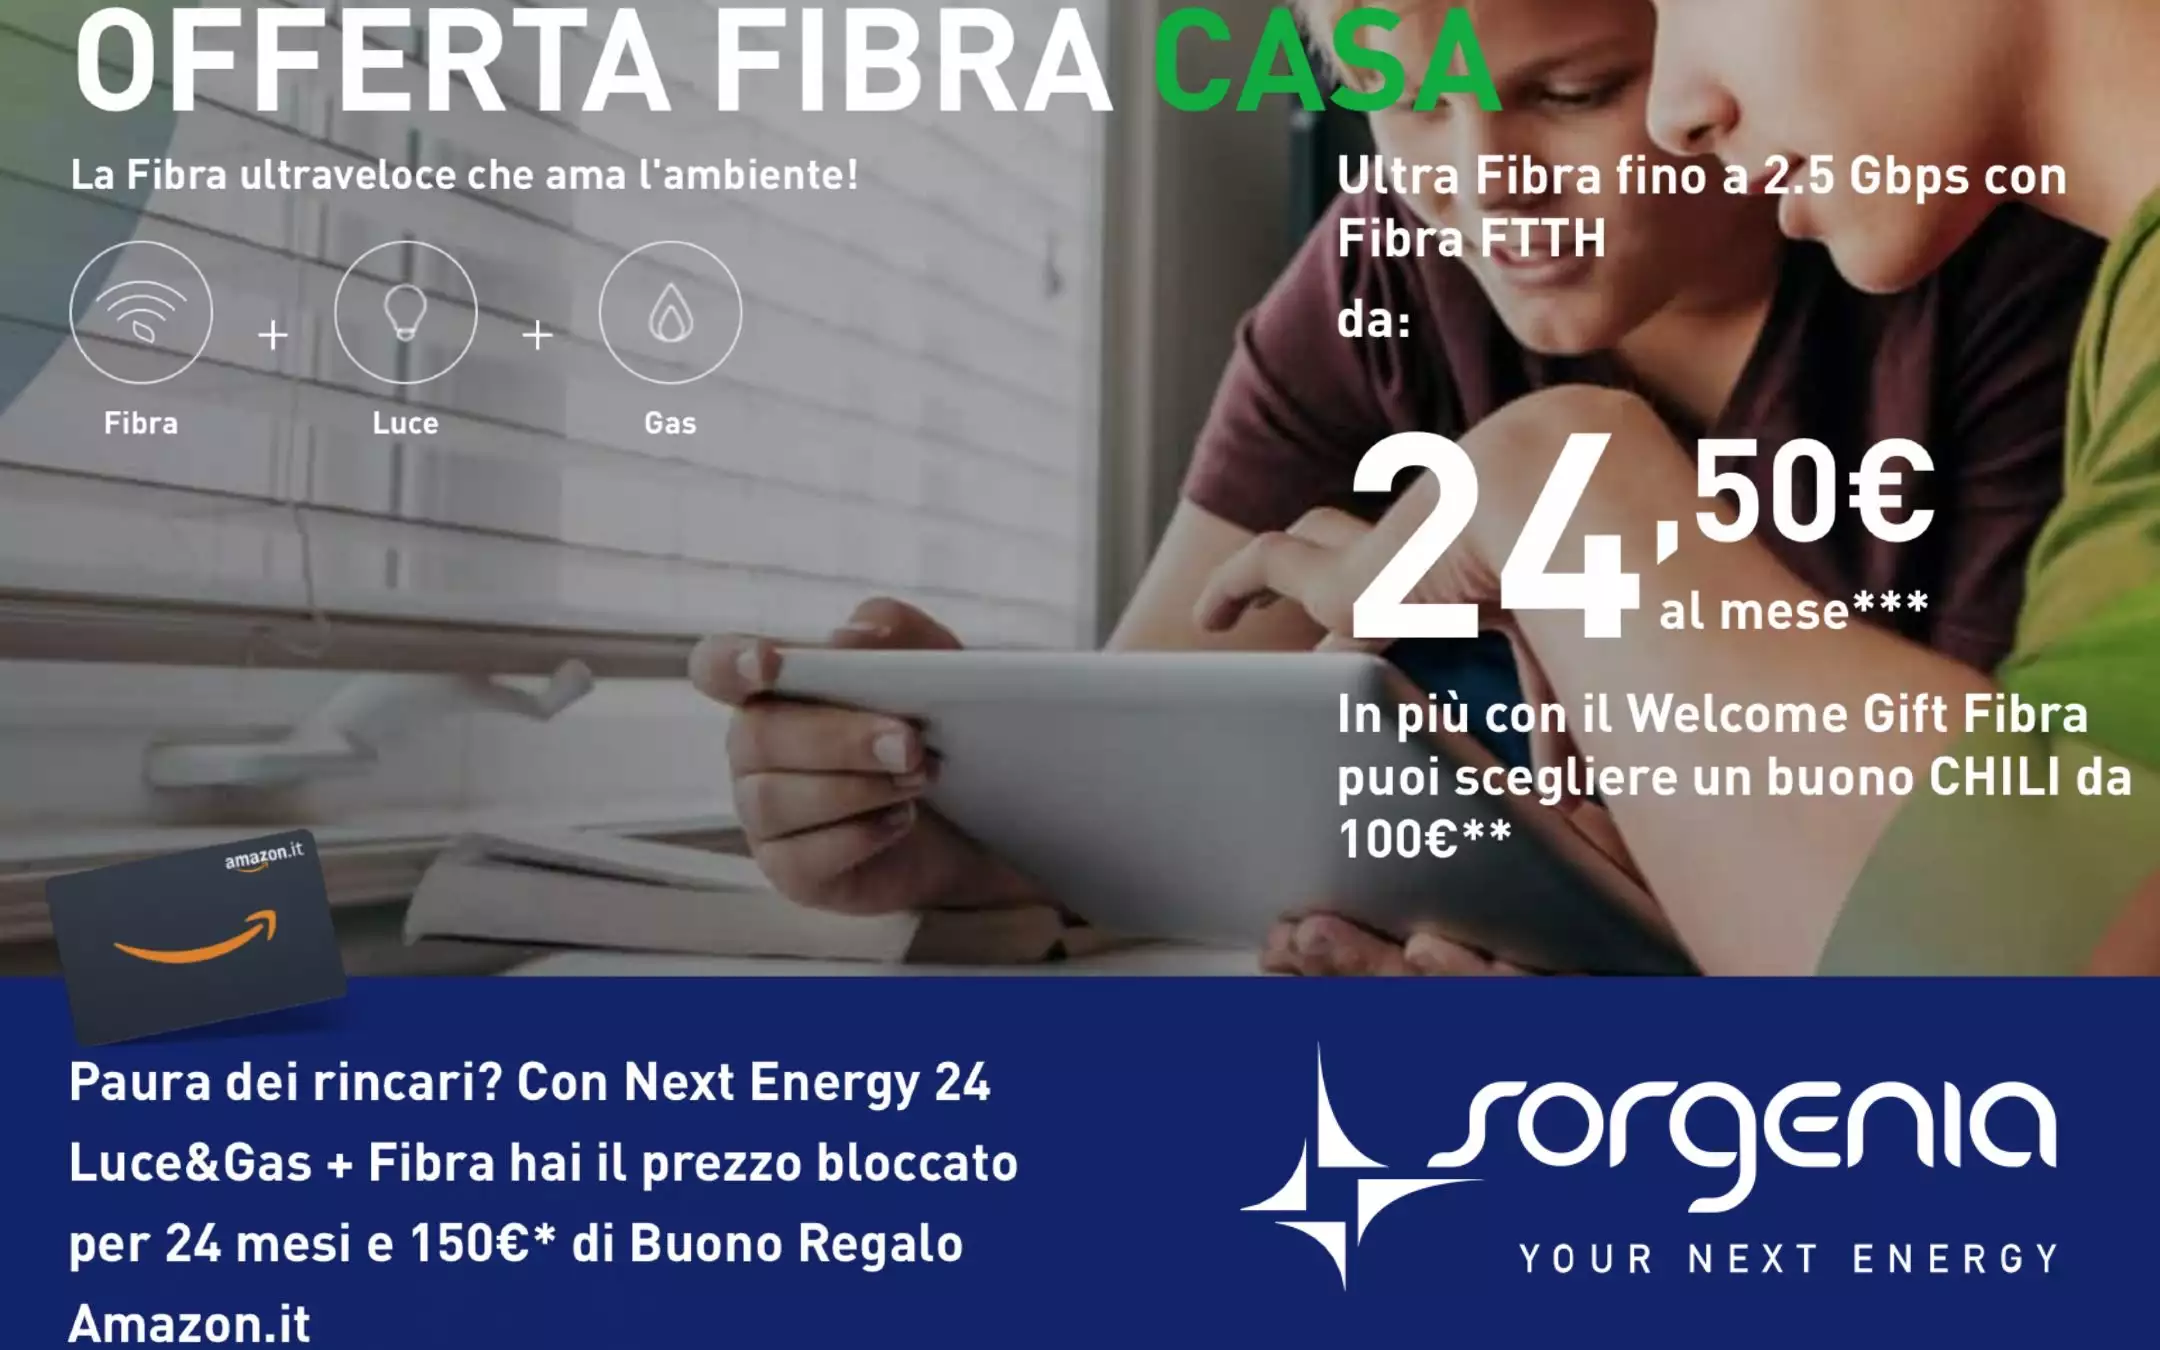 OFFERTA FIBRA CASA
La Fibra ultraveloce che ama l'ambiente!
Fibra
+
Luce
+
Gas
Ultra Fibra fino a 2.5 Gbps con
Fibra FTTH
da:
24,50€
al mese***
In più con il Welcome Gift Fibra
puoi scegliere un buono CHILI da
100€**
amazon.it
Paura dei rincari? Con Next Energy 24
Luce&Gas + Fibra hai il prezzo bloccato
per 24 mesi e 150€* di Buono Regalo
Amazon.it
sorgenia
YOUR NEXT ENERGY